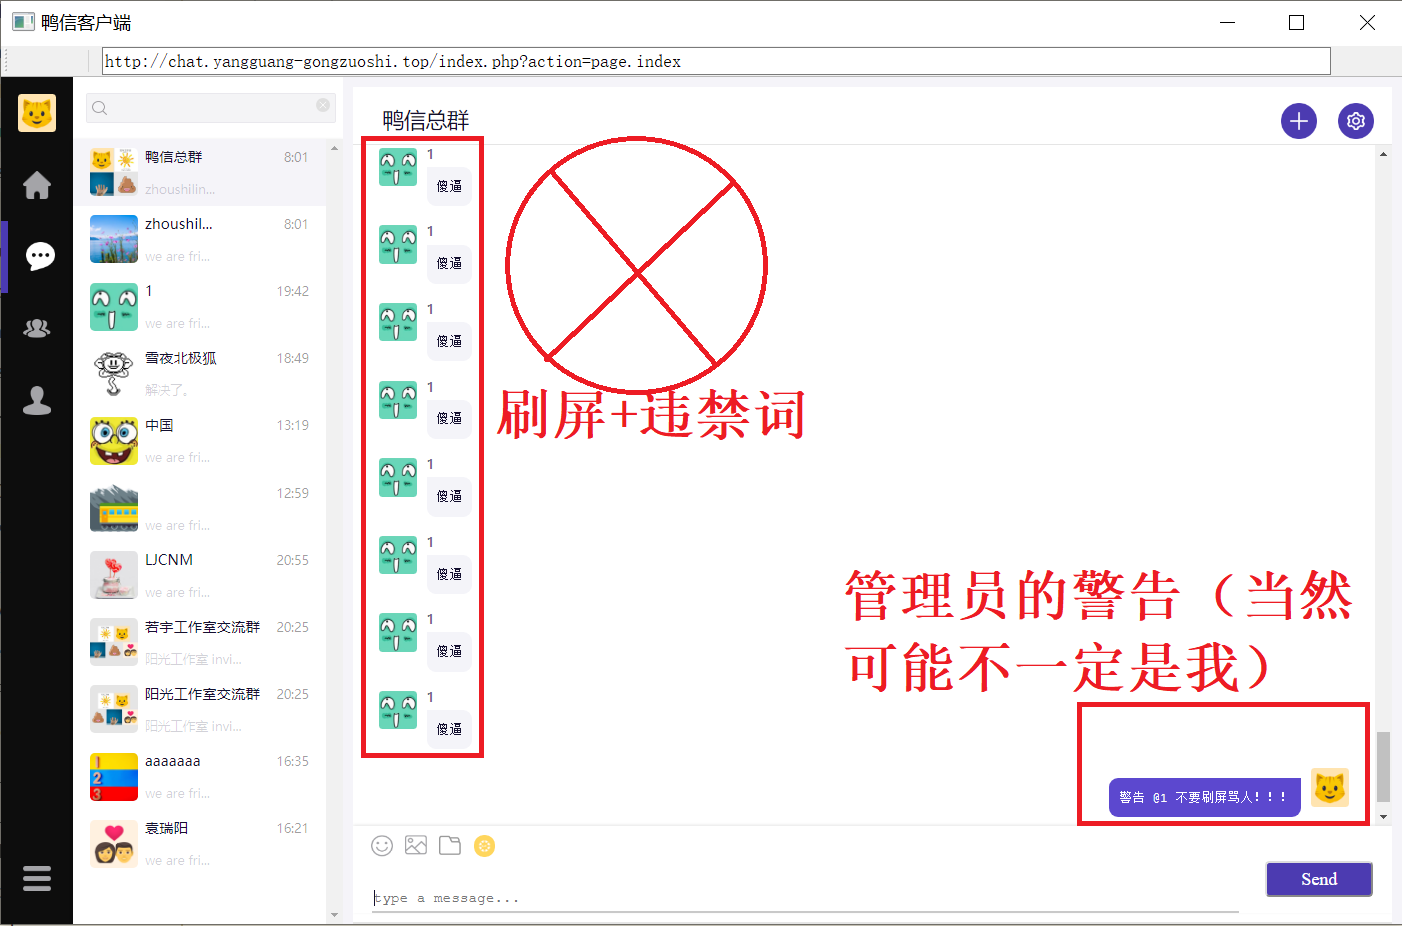 鸭信客户端
http://chat.yangguang-gongzuoshi.top/index.php?action=page.index
鸭信总群 8:01
zhoushilin...
zhoushil... 8:01
we are fri...
1 19:42
we are fri...
雪夜北极狐 18:49
解决了。
中国 13:19
we are fri...
12:59
we are fri...
LJCNM 20:55
we are fri...
若宇工作室交流群 20:25
阳光工作室 invi...
阳光工作室交流群 20:25
阳光工作室 invi...
aaaaaaa 16:35
1
2
3
we are fri...
袁瑞阳 16:21
we are fri...
鸭信总群
1
傻逼
1
傻逼
1
傻逼
1
傻逼
1
傻逼
1
傻逼
1
傻逼
1
傻逼
刷屏+违禁词
管理员的警告（当然
可能不一定是我）
警告 @1 不要刷屏骂人！！！
type a message...
Send